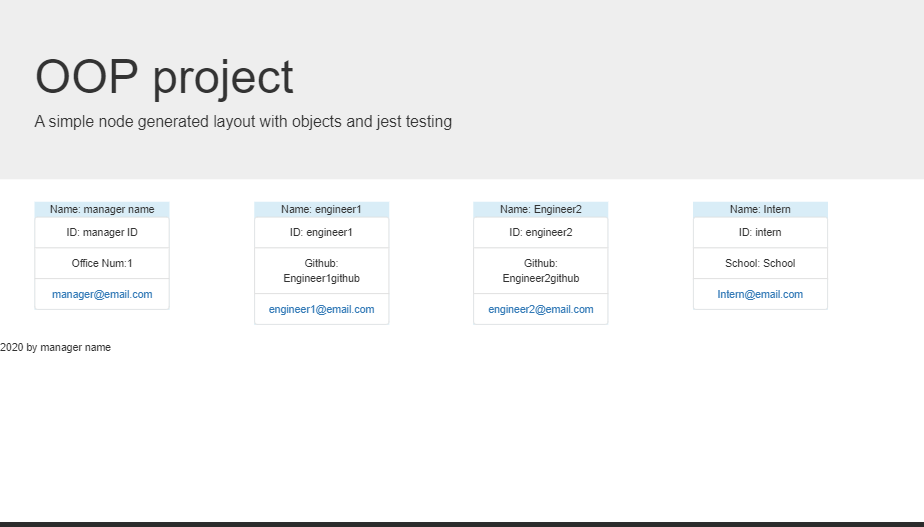 OOP project
A simple node generated layout with objects and jest testing
Name: manager name
ID: manager ID
Office Num:1
manager@email.com
Name: engineer1
ID: engineer1
Github:
Engineer1github
engineer1@email.com
Name: Engineer2
ID: engineer2
Github:
Engineer2github
engineer2@email.com
Name: Intern
ID: intern
School: School
Intern@email.com
2020 by manager name